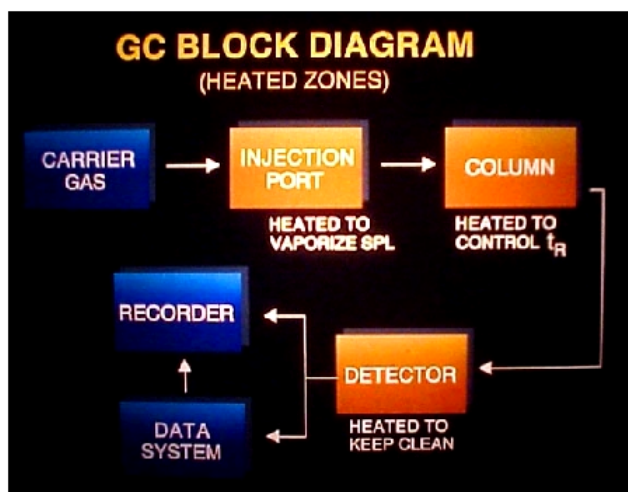 GC BLOCK DIAGRAM
(HEATED ZONES)
CARRIER
GAS
INJECTION
PORT
HEATED TO
VAPORIZE SPL
COLUMN
HEATED TO
CONTROL tR
DETECTOR
HEATED TO
KEEP CLEAN
RECORDER
DATA
SYSTEM